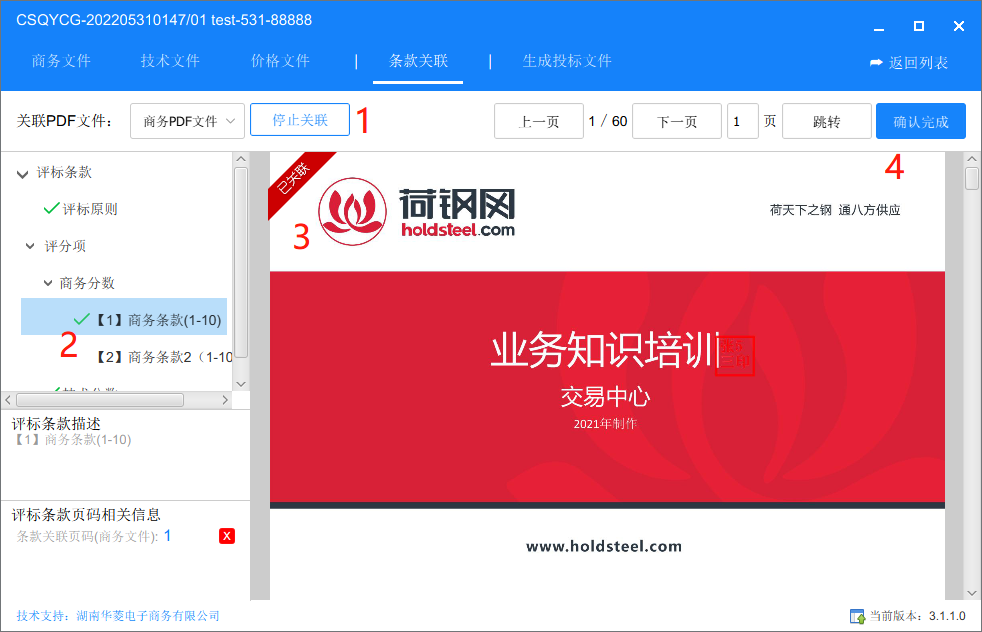 CSQYCG-202205310147/01 test-531-88888
商务文件 技术文件 价格文件 | 条款关联 | 生成投标文件 返回列表
关联PDF文件： 商务PDF文件 停止关联 1 上一页 1 / 60 下一页 1 页 跳转 确认完成
4
评标条款
评标原则
评分项
商务分数
【1】商务条款(1-10)
2
【2】商务条款2（1-10
评标条款描述
【1】商务条款(1-10)
评标条款页码相关信息
条款关联页码(商务文件): 1 X
已关联
3
荷钢网
holdsteel.com
荷天下之钢 通八方供应
业务知识培训
交易中心
2021年制作
www.holdsteel.com
技术支持：湖南华菱电子商务有限公司 当前版本：3.1.1.0